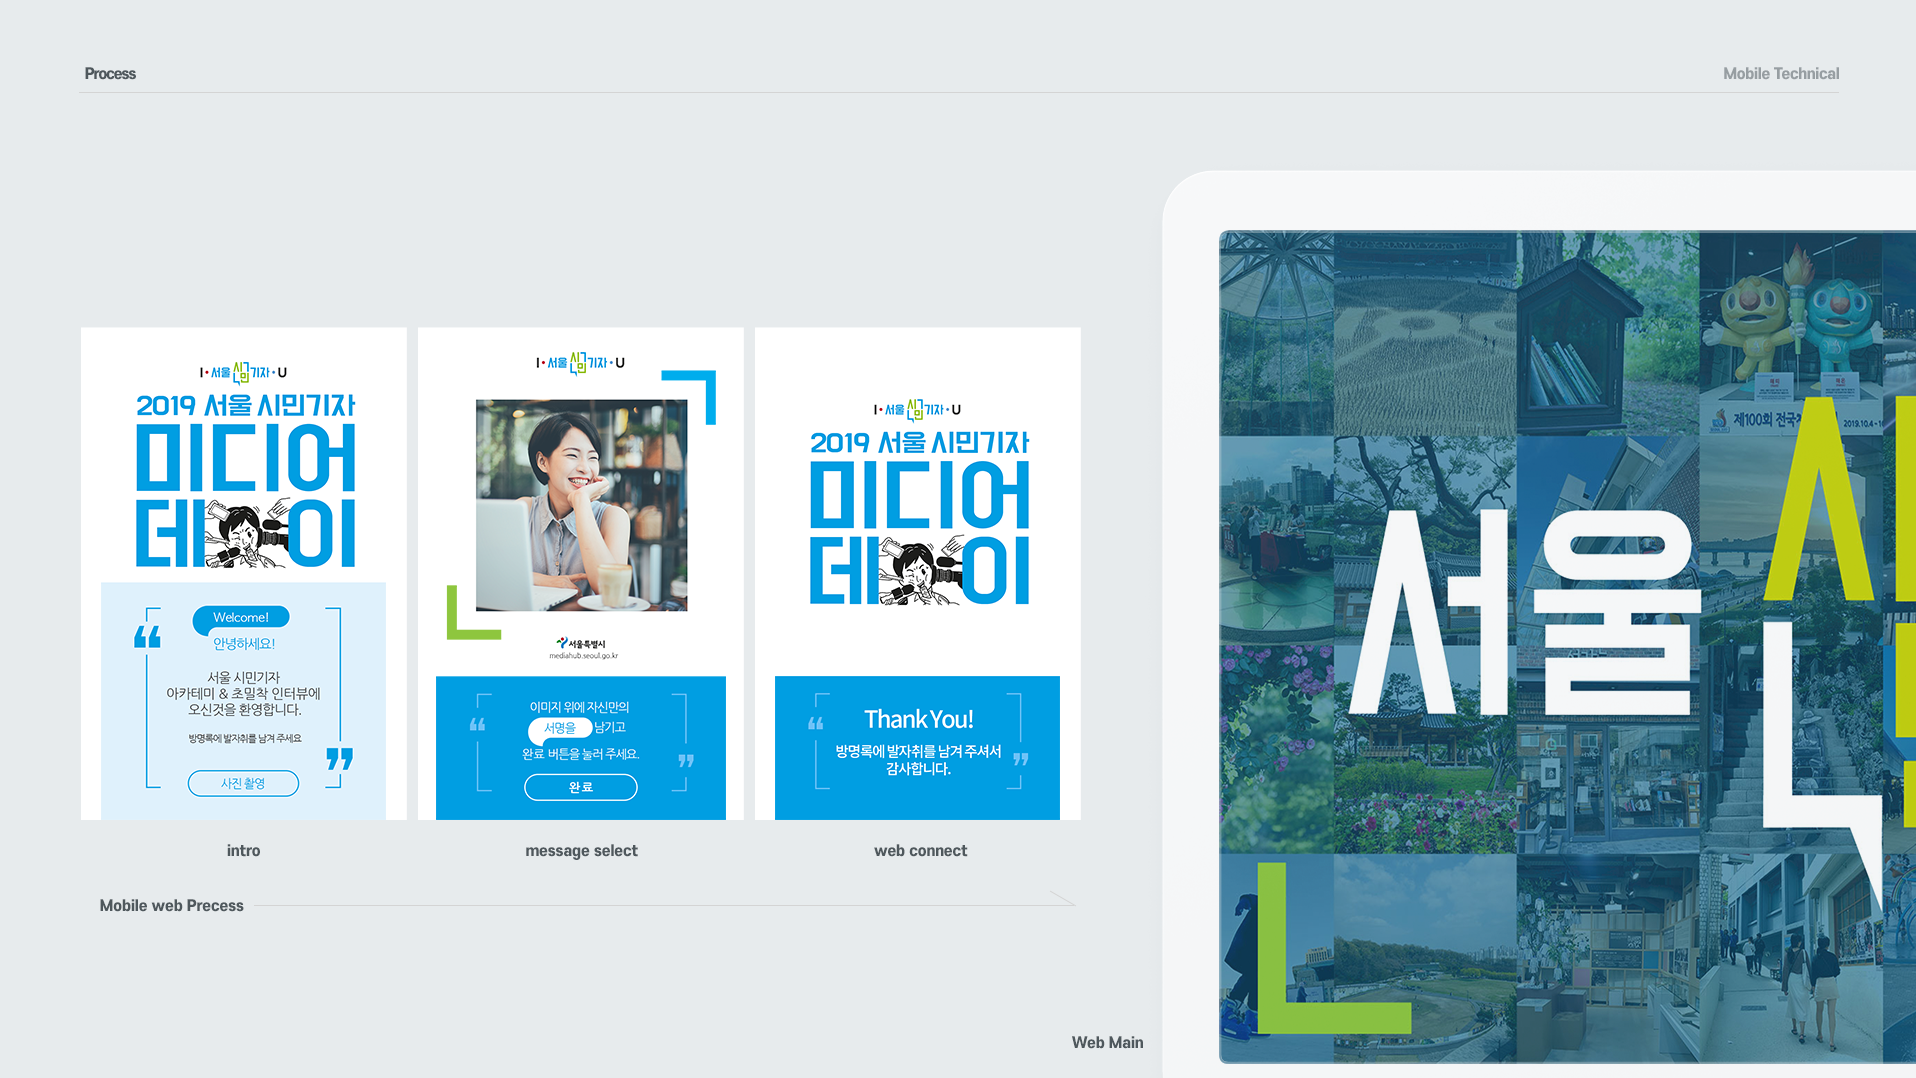 Process
Mobile Technical
I·서울시민기자·U
2019 서울 시민기자
미디어
데이
Welcome!
안녕하세요!
서울 시민기자
아카데미 & 초밀착 인터뷰에
오신것을 환영합니다.
방명록에 발자취를 남겨 주세요
사진 촬영
intro
I·서울시민기자·U
서울특별시
mediahub.seoul.go.kr
이미지 위에 자신만의
서명을 남기고
완료 버튼을 눌러 주세요.
완료
message select
I·서울시민기자·U
2019 서울 시민기자
미디어
데이
Thank You!
방명록에 발자취를 남겨 주셔서
감사합니다.
web connect
Mobile web Precess
제100회 전국
2019.10.4
서울
Web Main